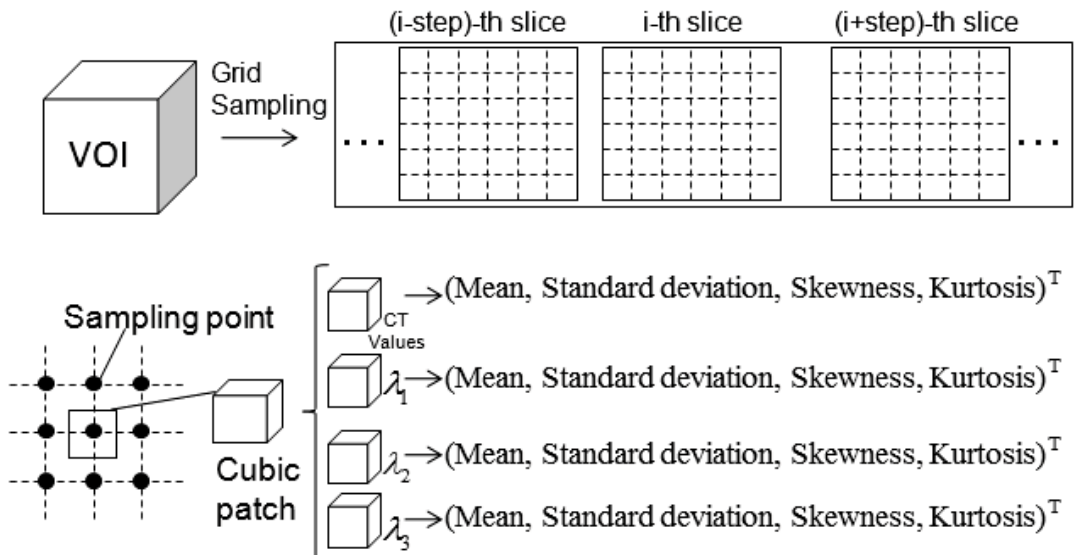 (i-step)-th slice i-th slice (i+step)-th slice
Grid
Sampling
VOI
... ...
(Mean, Standard deviation, Skewness, Kurtosis)ᵀ
CT
Values
Sampling point
λ₁ (Mean, Standard deviation, Skewness, Kurtosis)ᵀ
λ₂ (Mean, Standard deviation, Skewness, Kurtosis)ᵀ
Cubic
patch
λ₃ (Mean, Standard deviation, Skewness, Kurtosis)ᵀ